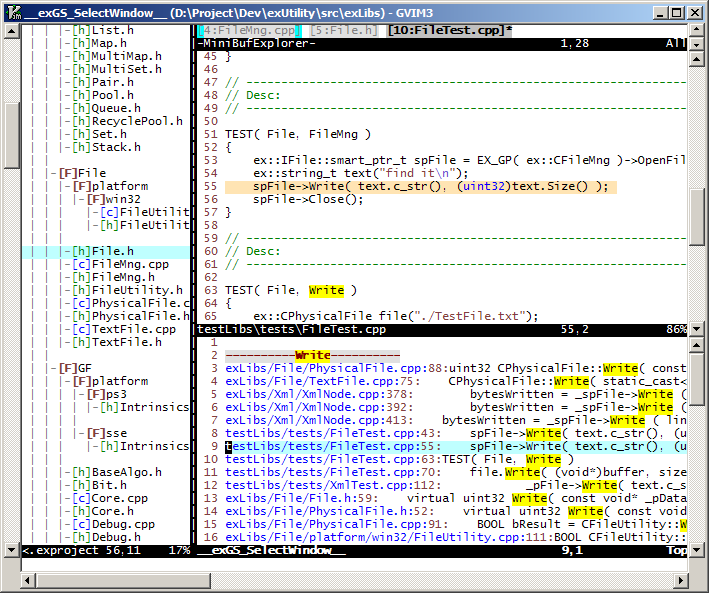 __exGS_SelectWindow__ (D:\Project\Dev\exUtility\src\exLibs) - GVIM3
-[h]List.h
-[h]Map.h
-[h]MultiMap.h
-[h]MultiSet.h
-[h]Pair.h
-[h]Pool.h
-[h]Queue.h
-[h]RecyclePool.h
-[h]Set.h
-[h]Stack.h
-[F]File
-[F]platform
-[F]win32
-[c]FileUtilit
-[h]FileUtilit
-[h]File.h
-[c]FileMng.cpp
-[h]FileMng.h
-[h]FileUtility.h
-[c]PhysicalFile.c
-[h]PhysicalFile.h
-[c]TextFile.cpp
-[h]TextFile.h
-[F]GF
-[F]platform
-[F]ps3
-[h]Intrinsics
-[F]sse
-[h]Intrinsics
-[h]BaseAlgo.h
-[h]Bit.h
-[c]Core.cpp
-[h]Core.h
-[c]Debug.cpp
-[h]Debug.h
<.exproject 56,11 17%
[4:FileMng.cpp] [5:File.h] [10:FileTest.cpp]*
-MiniBufExplorer- 1,28 All
45 }
46
47 // ------------------------------------------------------------
48 // Desc:
49 // ------------------------------------------------------------
50
51 TEST( File, FileMng )
52 {
53 ex::IFile::smart_ptr_t spFile = EX_GP( ex::CFileMng )->OpenFil
54 ex::string_t text("find it\n");
55 spFile->Write( text.c_str(), (uint32)text.Size() );
56 spFile->Close();
57 }
58
59 // ------------------------------------------------------------
60 // Desc:
61 // ------------------------------------------------------------
62
63 TEST( File, Write )
64 {
65 ex::CPhysicalFile file("./TestFile.txt");
testLibs\tests\FileTest.cpp 55,2 86%
1
2 ----------Write----------
3 exLibs/File/PhysicalFile.cpp:88:uint32 CPhysicalFile::Write( const
4 exLibs/File/TextFile.cpp:75: CPhysicalFile::Write( static_cast<
5 exLibs/Xml/XmlNode.cpp:378: bytesWritten = _spFile->Write (
6 exLibs/Xml/XmlNode.cpp:392: bytesWritten = _spFile->Write (
7 exLibs/Xml/XmlNode.cpp:413: bytesWritten = _spFile->Write ( lin
8 testLibs/tests/FileTest.cpp:43: spFile->Write( text.c_str(), (u
9 testLibs/tests/FileTest.cpp:55: spFile->Write( text.c_str(), (u
10 testLibs/tests/FileTest.cpp:63:TEST( File, Write )
11 testLibs/tests/FileTest.cpp:70: file.Write( (void*)buffer, size
12 testLibs/tests/XmlTest.cpp:112: _pFile->Write( text.c_s
13 exLibs/File/File.h:59: virtual uint32 Write( const void* _pData
14 exLibs/File/PhysicalFile.h:52: virtual uint32 Write( const void
15 exLibs/File/PhysicalFile.cpp:91: BOOL bResult = CFileUtility::W
16 exLibs/File/platform/win32/FileUtility.cpp:111:BOOL CFileUtility::
__exGS_SelectWindow__ 9,1 Top